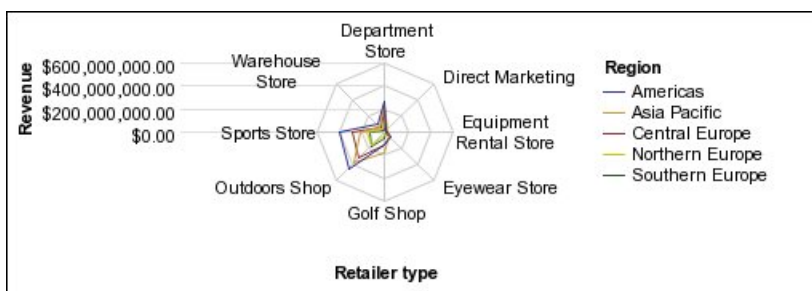 Department
Store
Direct Marketing
Equipment
Rental Store
Eyewear Store
Golf Shop
Outdoors Shop
Sports Store
Warehouse
Store
Revenue
$600,000,000.00
$400,000,000.00
$200,000,000.00
$0.00
Retailer type
Region
Americas
Asia Pacific
Central Europe
Northern Europe
Southern Europe